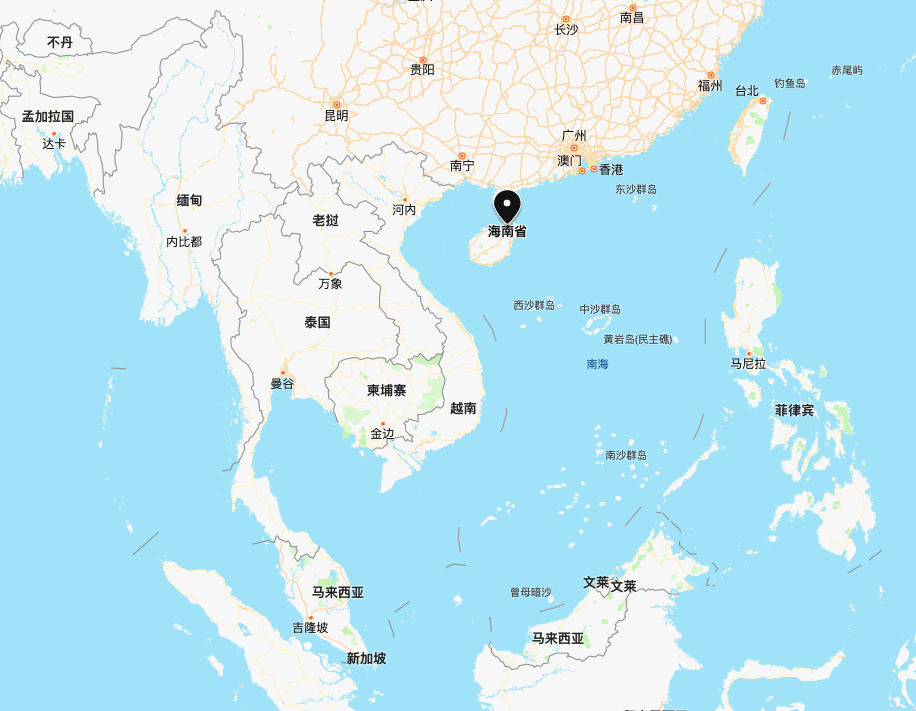 南昌
长沙
不丹
贵阳
赤尾屿
钓鱼岛
福州
台北
昆明
孟加拉国
达卡
广州
澳门
香港
南宁
东沙群岛
缅甸
河内
老挝
海南省
内比都
万象
西沙群岛
中沙群岛
泰国
黄岩岛(民主礁)
南海
马尼拉
曼谷
柬埔寨
越南
菲律宾
金边
南沙群岛
文莱
文莱
马来西亚
曾母暗沙
吉隆坡
马来西亚
新加坡